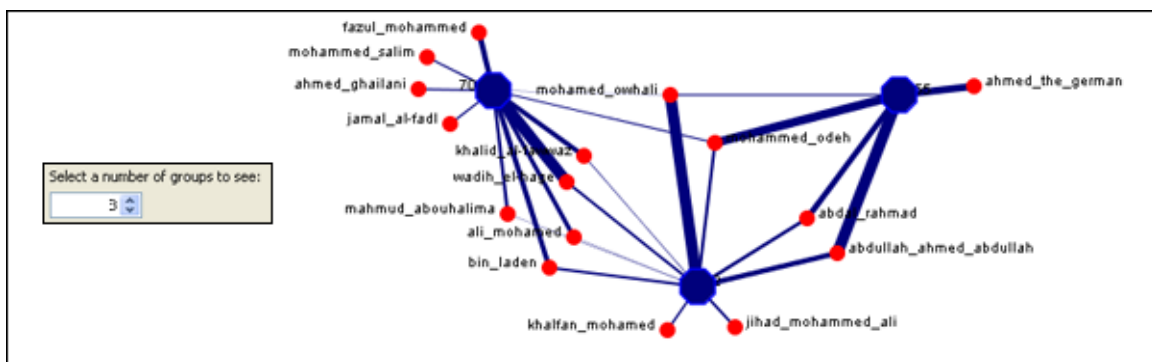 fazul_mohammed
mohammed_salim
ahmed_ghailani
70
mohamed_owhali
ahmed_the_german
jamal_al-fadl
mohammed_odeh
wadih_el-hage
Select a number of groups to see:
3
mahmud_abouhalima
ali_mohamed
abdullah_ahmed_abdullah
bin_laden
khalfan_mohamed
jihad_mohammed_ali